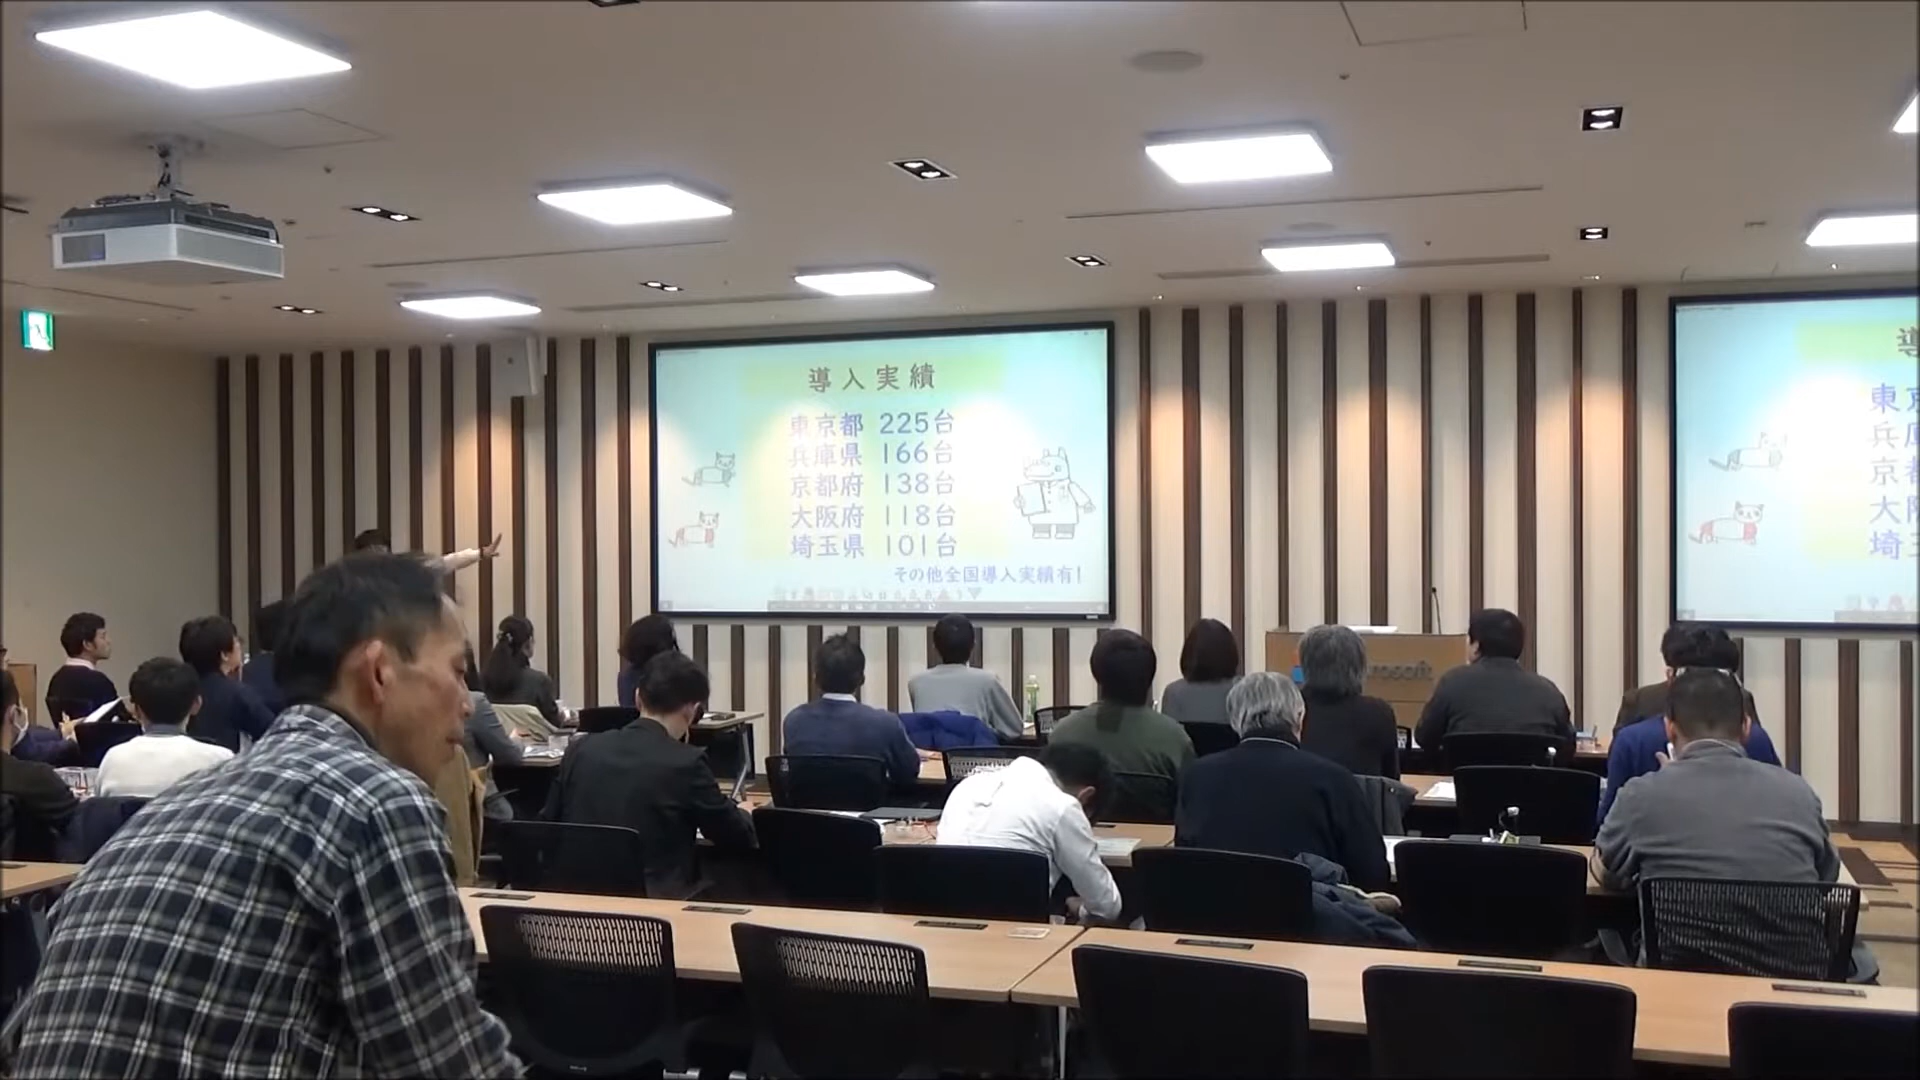 導入実績
東京都 225台
兵庫県 166台
京都府 138台
大阪府 118台
埼玉県 101台
その他全国導入実績有!
東京
兵庫
京都
大阪
埼玉
rosoft